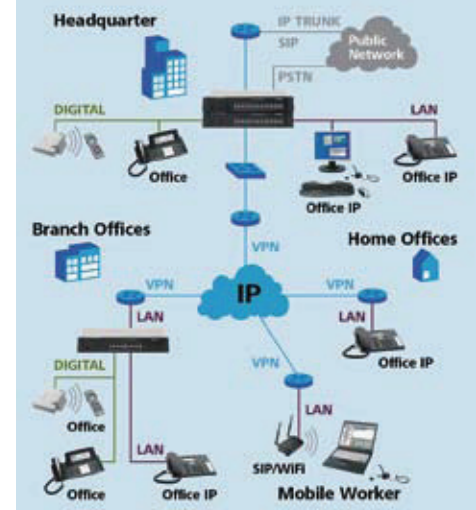 Headquarter
IP TRUNK
SIP
Public
Network
PSTN
DIGITAL
LAN
Office
Office IP
Office IP
Branch Offices
VPN
Home Offices
VPN
IP
VPN
LAN
LAN
DIGITAL
VPN
Office IP
Office
LAN
LAN
SIP/WiFi
Office
Office IP
Mobile Worker